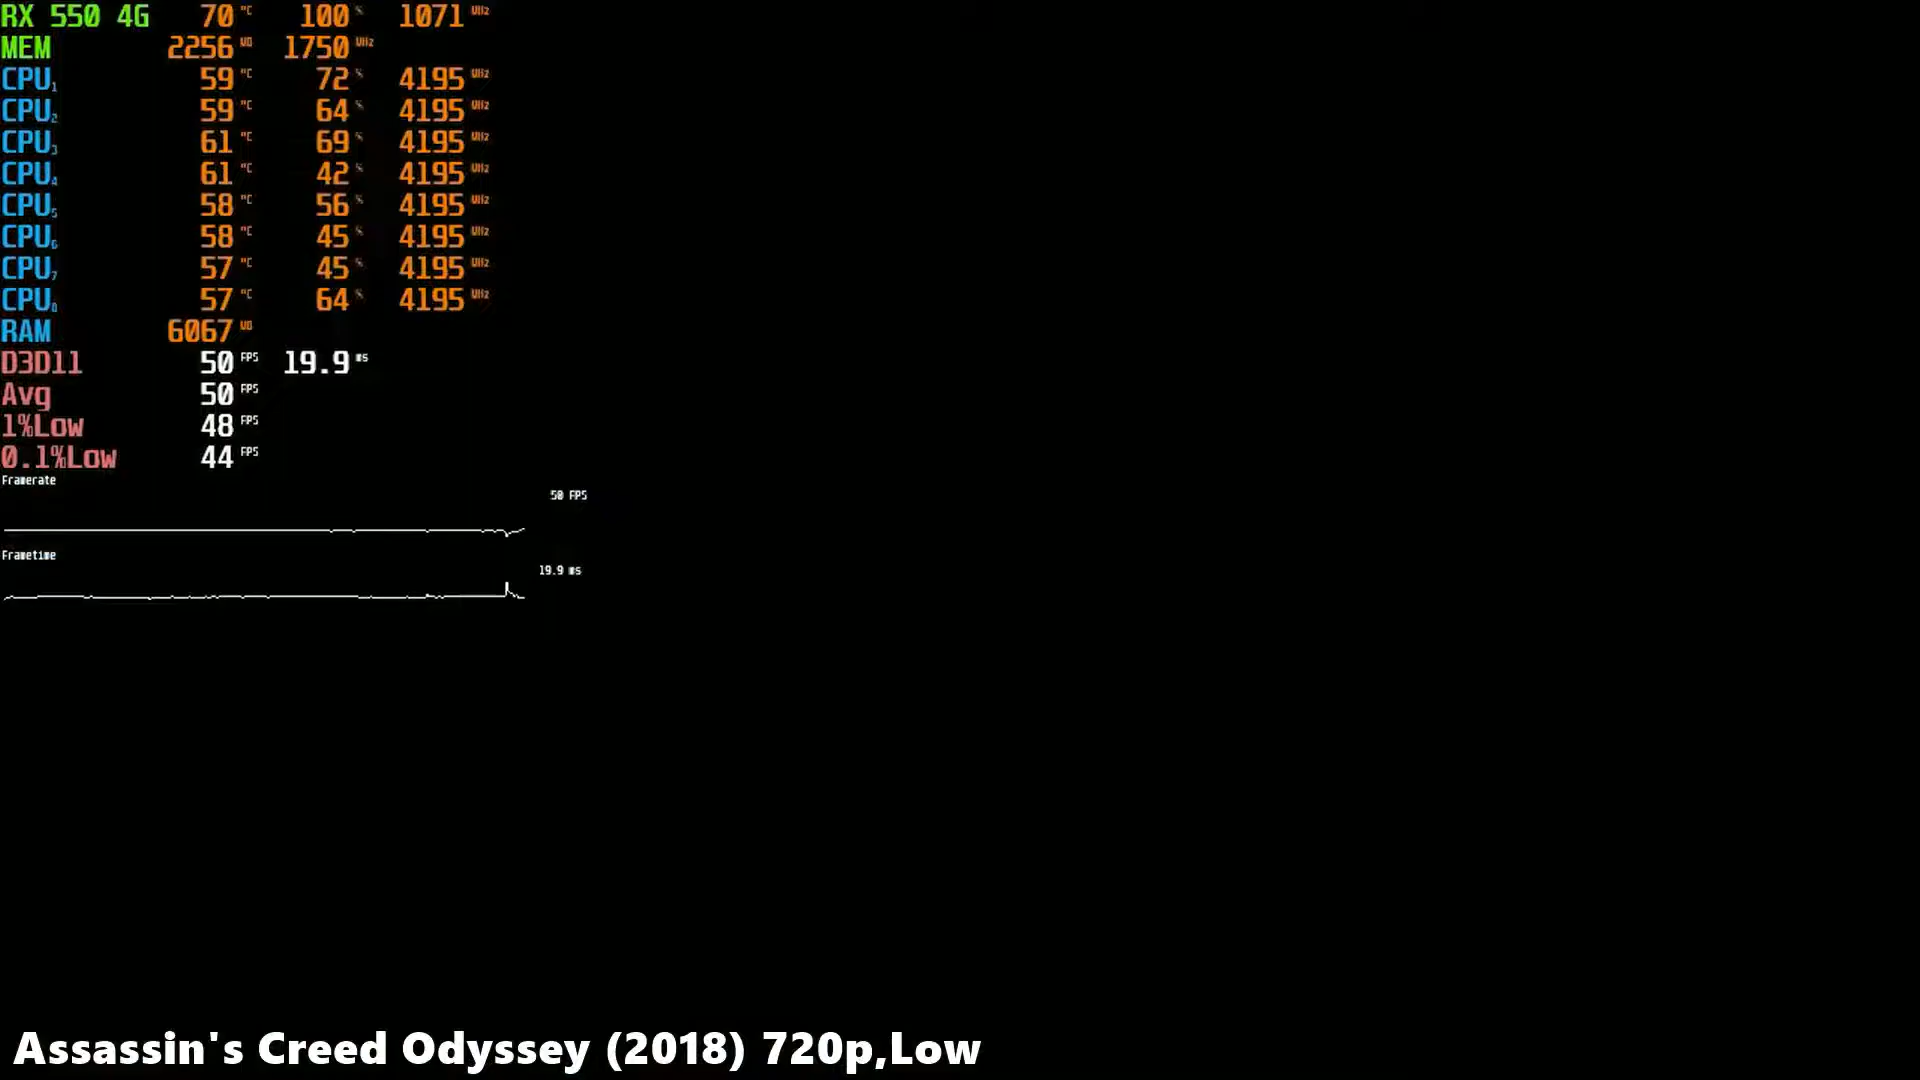 RX 550 4G 70 °C 100 % 1071 MHz
MEM 2256 MB 1750 MHz
CPU1 59 °C 72 % 4195 MHz
CPU2 59 °C 64 % 4195 MHz
CPU3 61 °C 69 % 4195 MHz
CPU4 61 °C 42 % 4195 MHz
CPU5 58 °C 56 % 4195 MHz
CPU6 58 °C 45 % 4195 MHz
CPU7 57 °C 45 % 4195 MHz
CPU8 57 °C 64 % 4195 MHz
RAM 6067 MB
D3D11 50 FPS 19.9 ms
Avg 50 FPS
1%Low 48 FPS
0.1%Low 44 FPS
Framerate
50 FPS
Frametime
19.9 ms
Assassin's Creed Odyssey (2018) 720p,Low